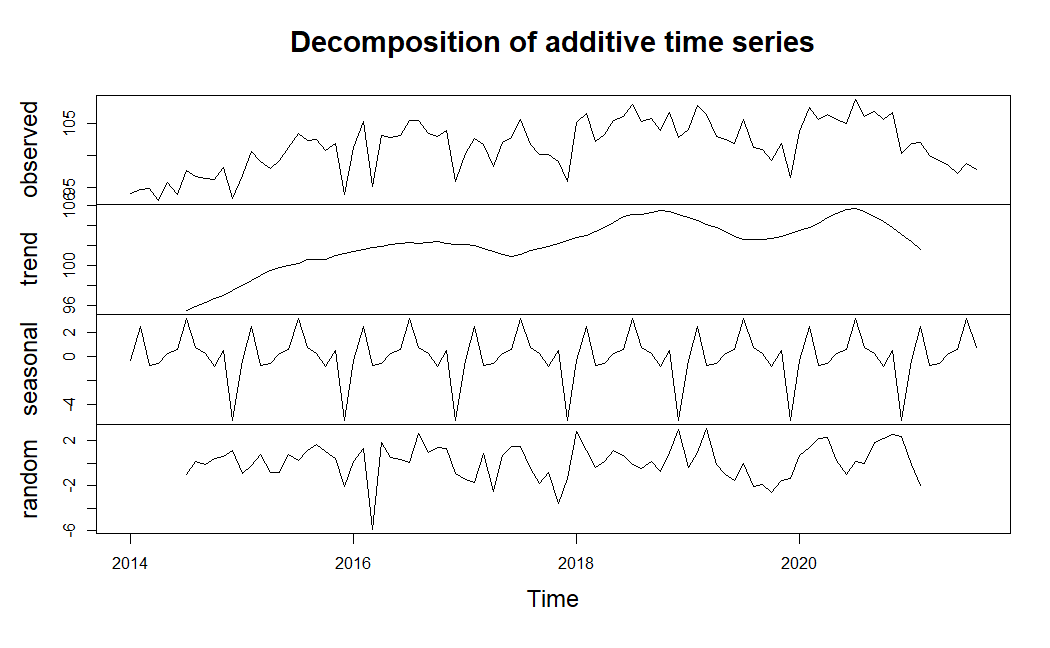 Decomposition of additive time series
observed
105
95
trend
106
100
96
seasonal
2
0
-4
random
2
-2
-6
2014 2016 2018 2020
Time